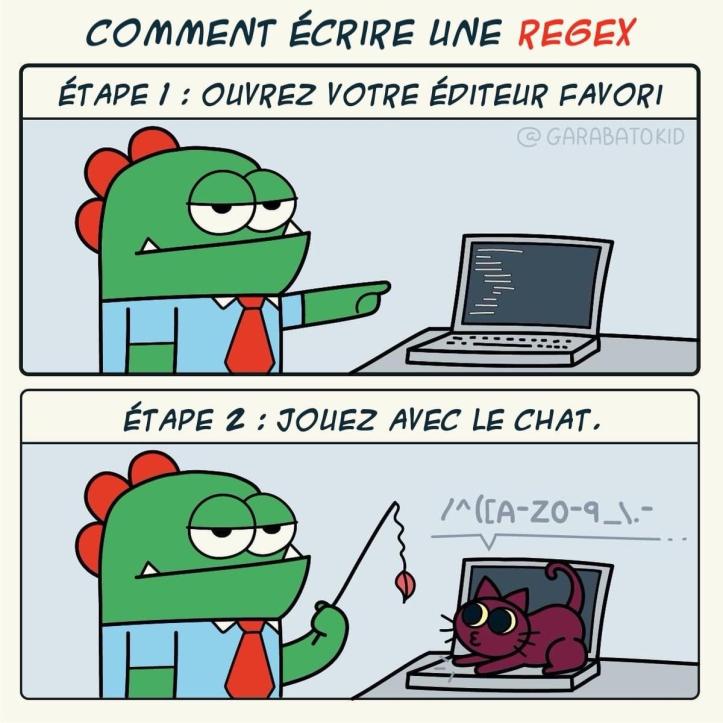 COMMENT ÉCRIRE UNE REGEX
ÉTAPE 1 : OUVREZ VOTRE ÉDITEUR FAVORI
@GARABATOKID
ÉTAPE 2 : JOUEZ AVEC LE CHAT.
/^([A-Z0-9_\.-